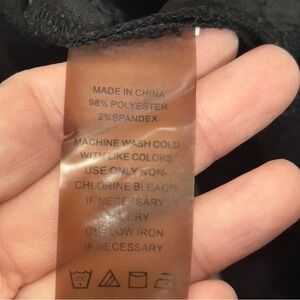 MADE IN CHINA
98% POLYESTER
2%SPANDEX
MACHINE WASH COLD
WITH LIKE COLORS
USE ONLY NON-
CHLORINE BLEACH
IF NECESSARY
DRY
USE LOW IRON
IF NECESSARY